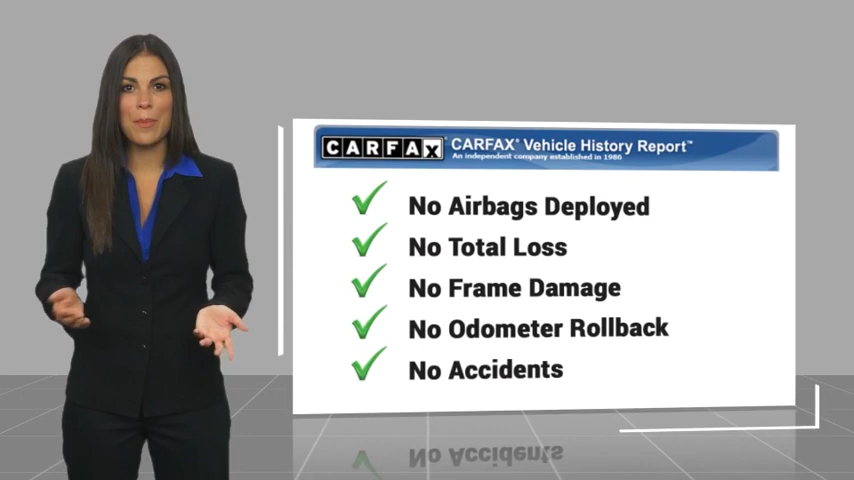 CARFAX
CARFAX® Vehicle History Report™
An independent company established in 1986
No Airbags Deployed
No Total Loss
No Frame Damage
No Odometer Rollback
No Accidents
No Accidents